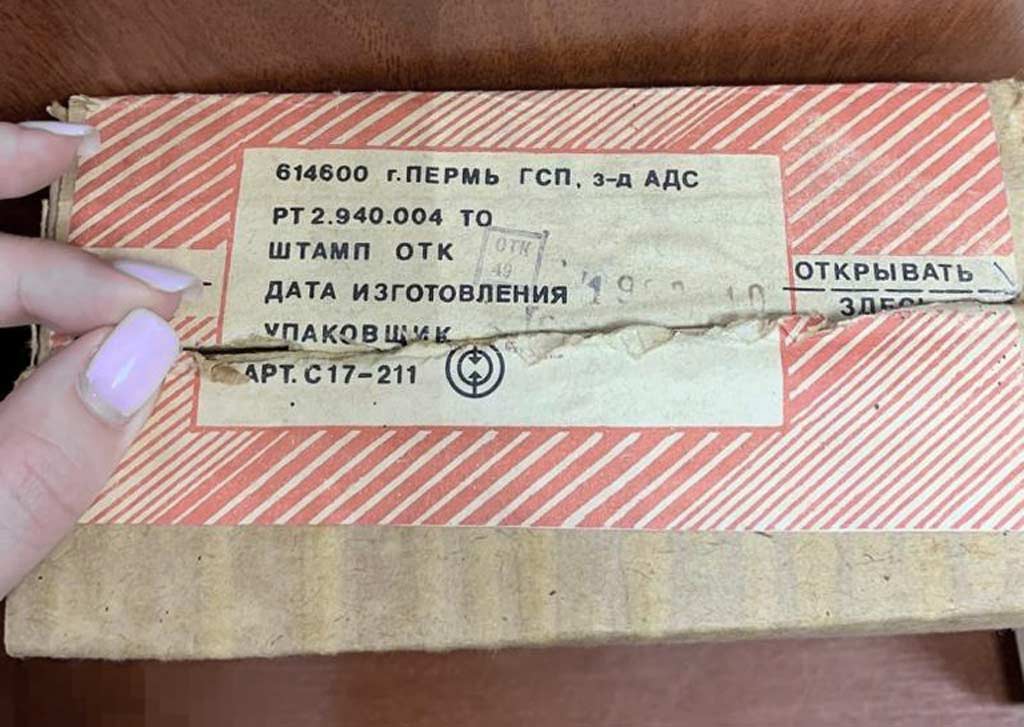 614600 г.ПЕРМЬ ГСП, з-д АДС
РТ 2.940.004 ТО
ШТАМП ОТК
ОТК
49
ДАТА ИЗГОТОВЛЕНИЯ
УПАКОВЩИК
АРТ. С17-211
ОТКРЫВАТЬ
ЗДЕСЬ